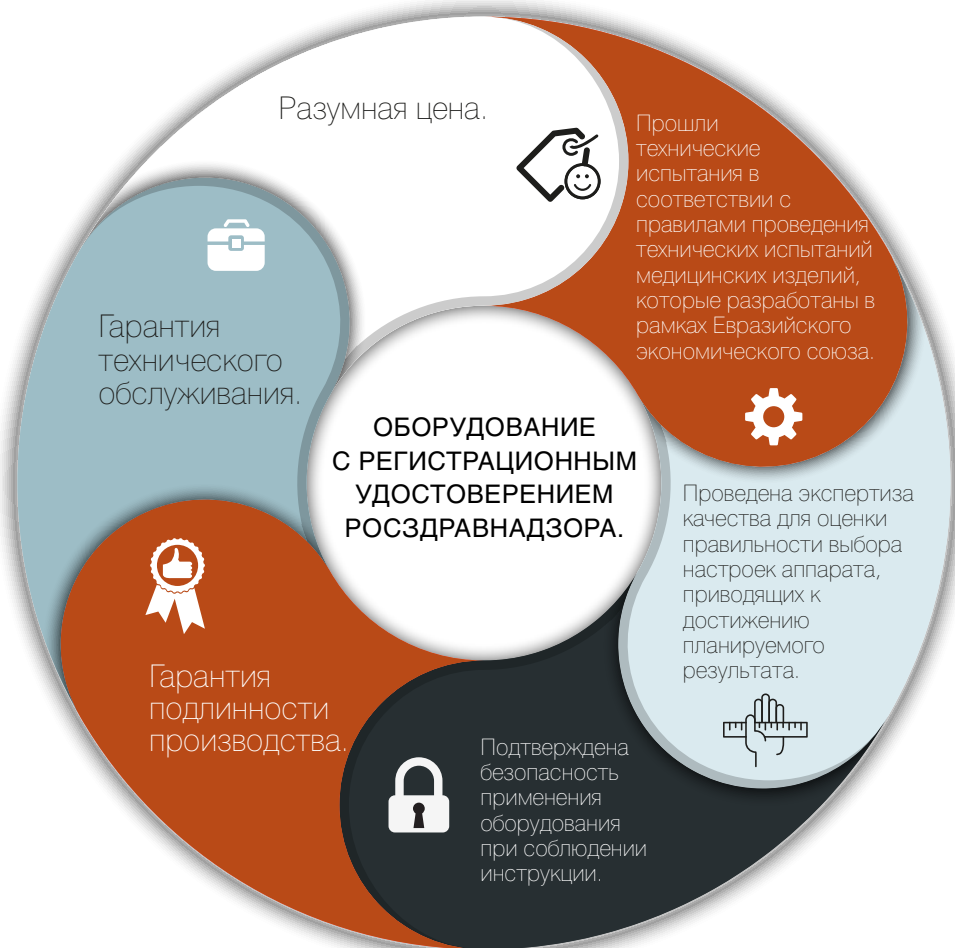 Разумная цена.
Прошли
технические
испытания в
соответствии с
правилами проведения
технических испытаний
медицинских изделий,
которые разработаны в
рамках Евразийского
экономического союза.
Гарантия
технического
обслуживания.
ОБОРУДОВАНИЕ
С РЕГИСТРАЦИОННЫМ
УДОСТОВЕРЕНИЕМ
РОСЗДРАВНАДЗОРА.
Проведена экспертиза
качества для оценки
правильности выбора
настроек аппарата,
приводящих к
достижению
планируемого
результата.
Гарантия
подлинности
производства.
Подтверждена
безопасность
применения
оборудования
при соблюдении
инструкции.